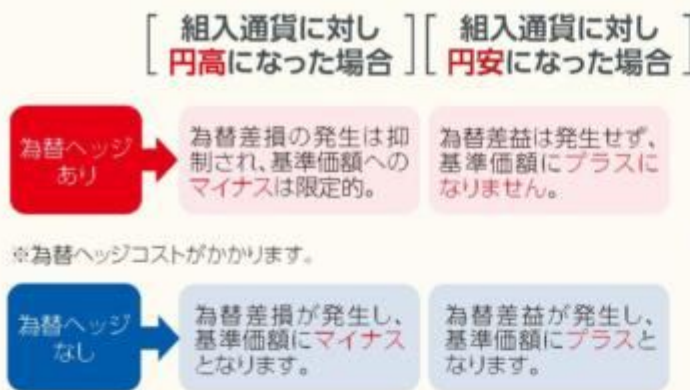 組入通貨に対し
円高になった場合
組入通貨に対し
円安になった場合
為替ヘッジ
あり
為替差損の発生は抑
制され、基準価額への
マイナスは限定的。
為替差益は発生せず、
基準価額にプラスに
なりません。
※為替ヘッジコストがかかります。
為替ヘッジ
なし
為替差損が発生し、
基準価額にマイナス
となります。
為替差益が発生し、
基準価額にプラスと
なります。